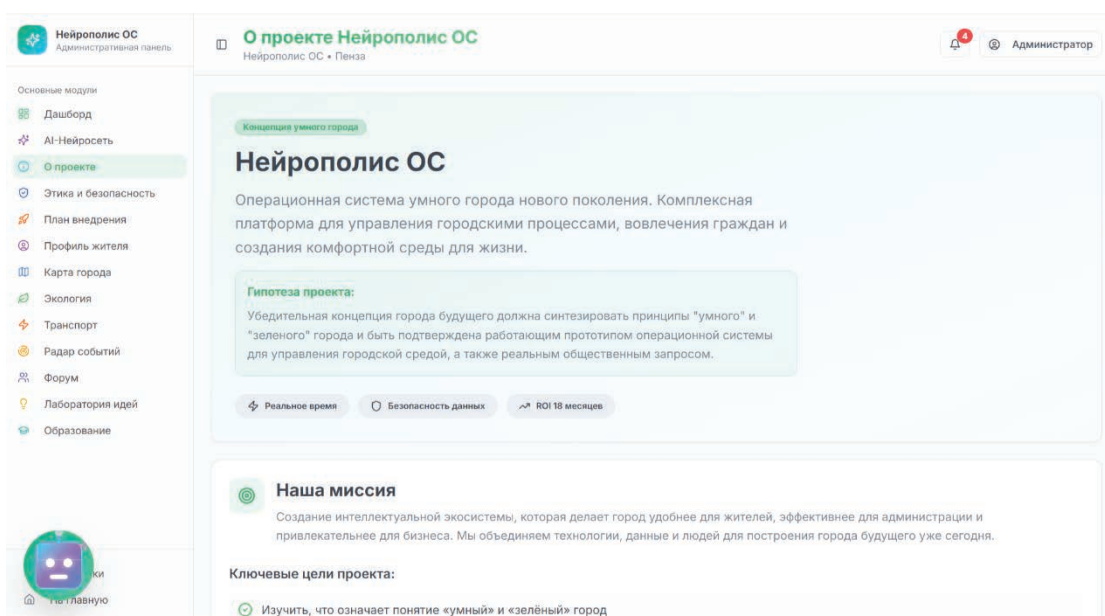 Нейрополис ОС
Административная панель
Основные модули
Дашборд
AI-Нейросеть
О проекте
Этика и безопасность
План внедрения
Профиль жителя
Карта города
Экология
Транспорт
Радар событий
Форум
Лаборатория идей
Образование
ки
На главную
О проекте Нейрополис ОС
Нейрополис ОС • Пенза
4
Администратор
Концепция умного города
Нейрополис ОС
Операционная система умного города нового поколения. Комплексная
платформа для управления городскими процессами, вовлечения граждан и
создания комфортной среды для жизни.
Гипотеза проекта:
Убедительная концепция города будущего должна синтезировать принципы "умного" и
"зеленого" города и быть подтверждена работающим прототипом операционной системы
для управления городской средой, а также реальным общественным запросом.
Реальное время
Безопасность данных
ROI 18 месяцев
Наша миссия
Создание интеллектуальной экосистемы, которая делает город удобнее для жителей, эффективнее для администрации и
привлекательнее для бизнеса. Мы объединяем технологии, данные и людей для построения города будущего уже сегодня.
Ключевые цели проекта:
Изучить, что означает понятие «умный» и «зелёный» город